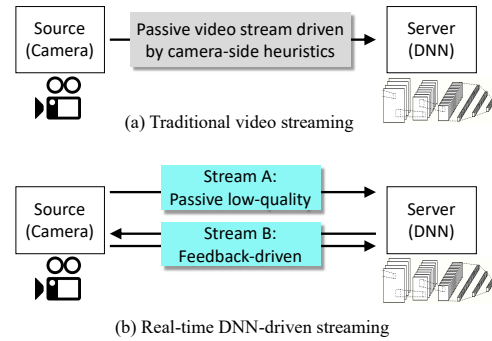 Source
(Camera)
Passive video stream driven
by camera-side heuristics
Server
(DNN)
(a) Traditional video streaming
Source
(Camera)
Stream A:
Passive low-quality
Stream B:
Feedback-driven
Server
(DNN)
(b) Real-time DNN-driven streaming